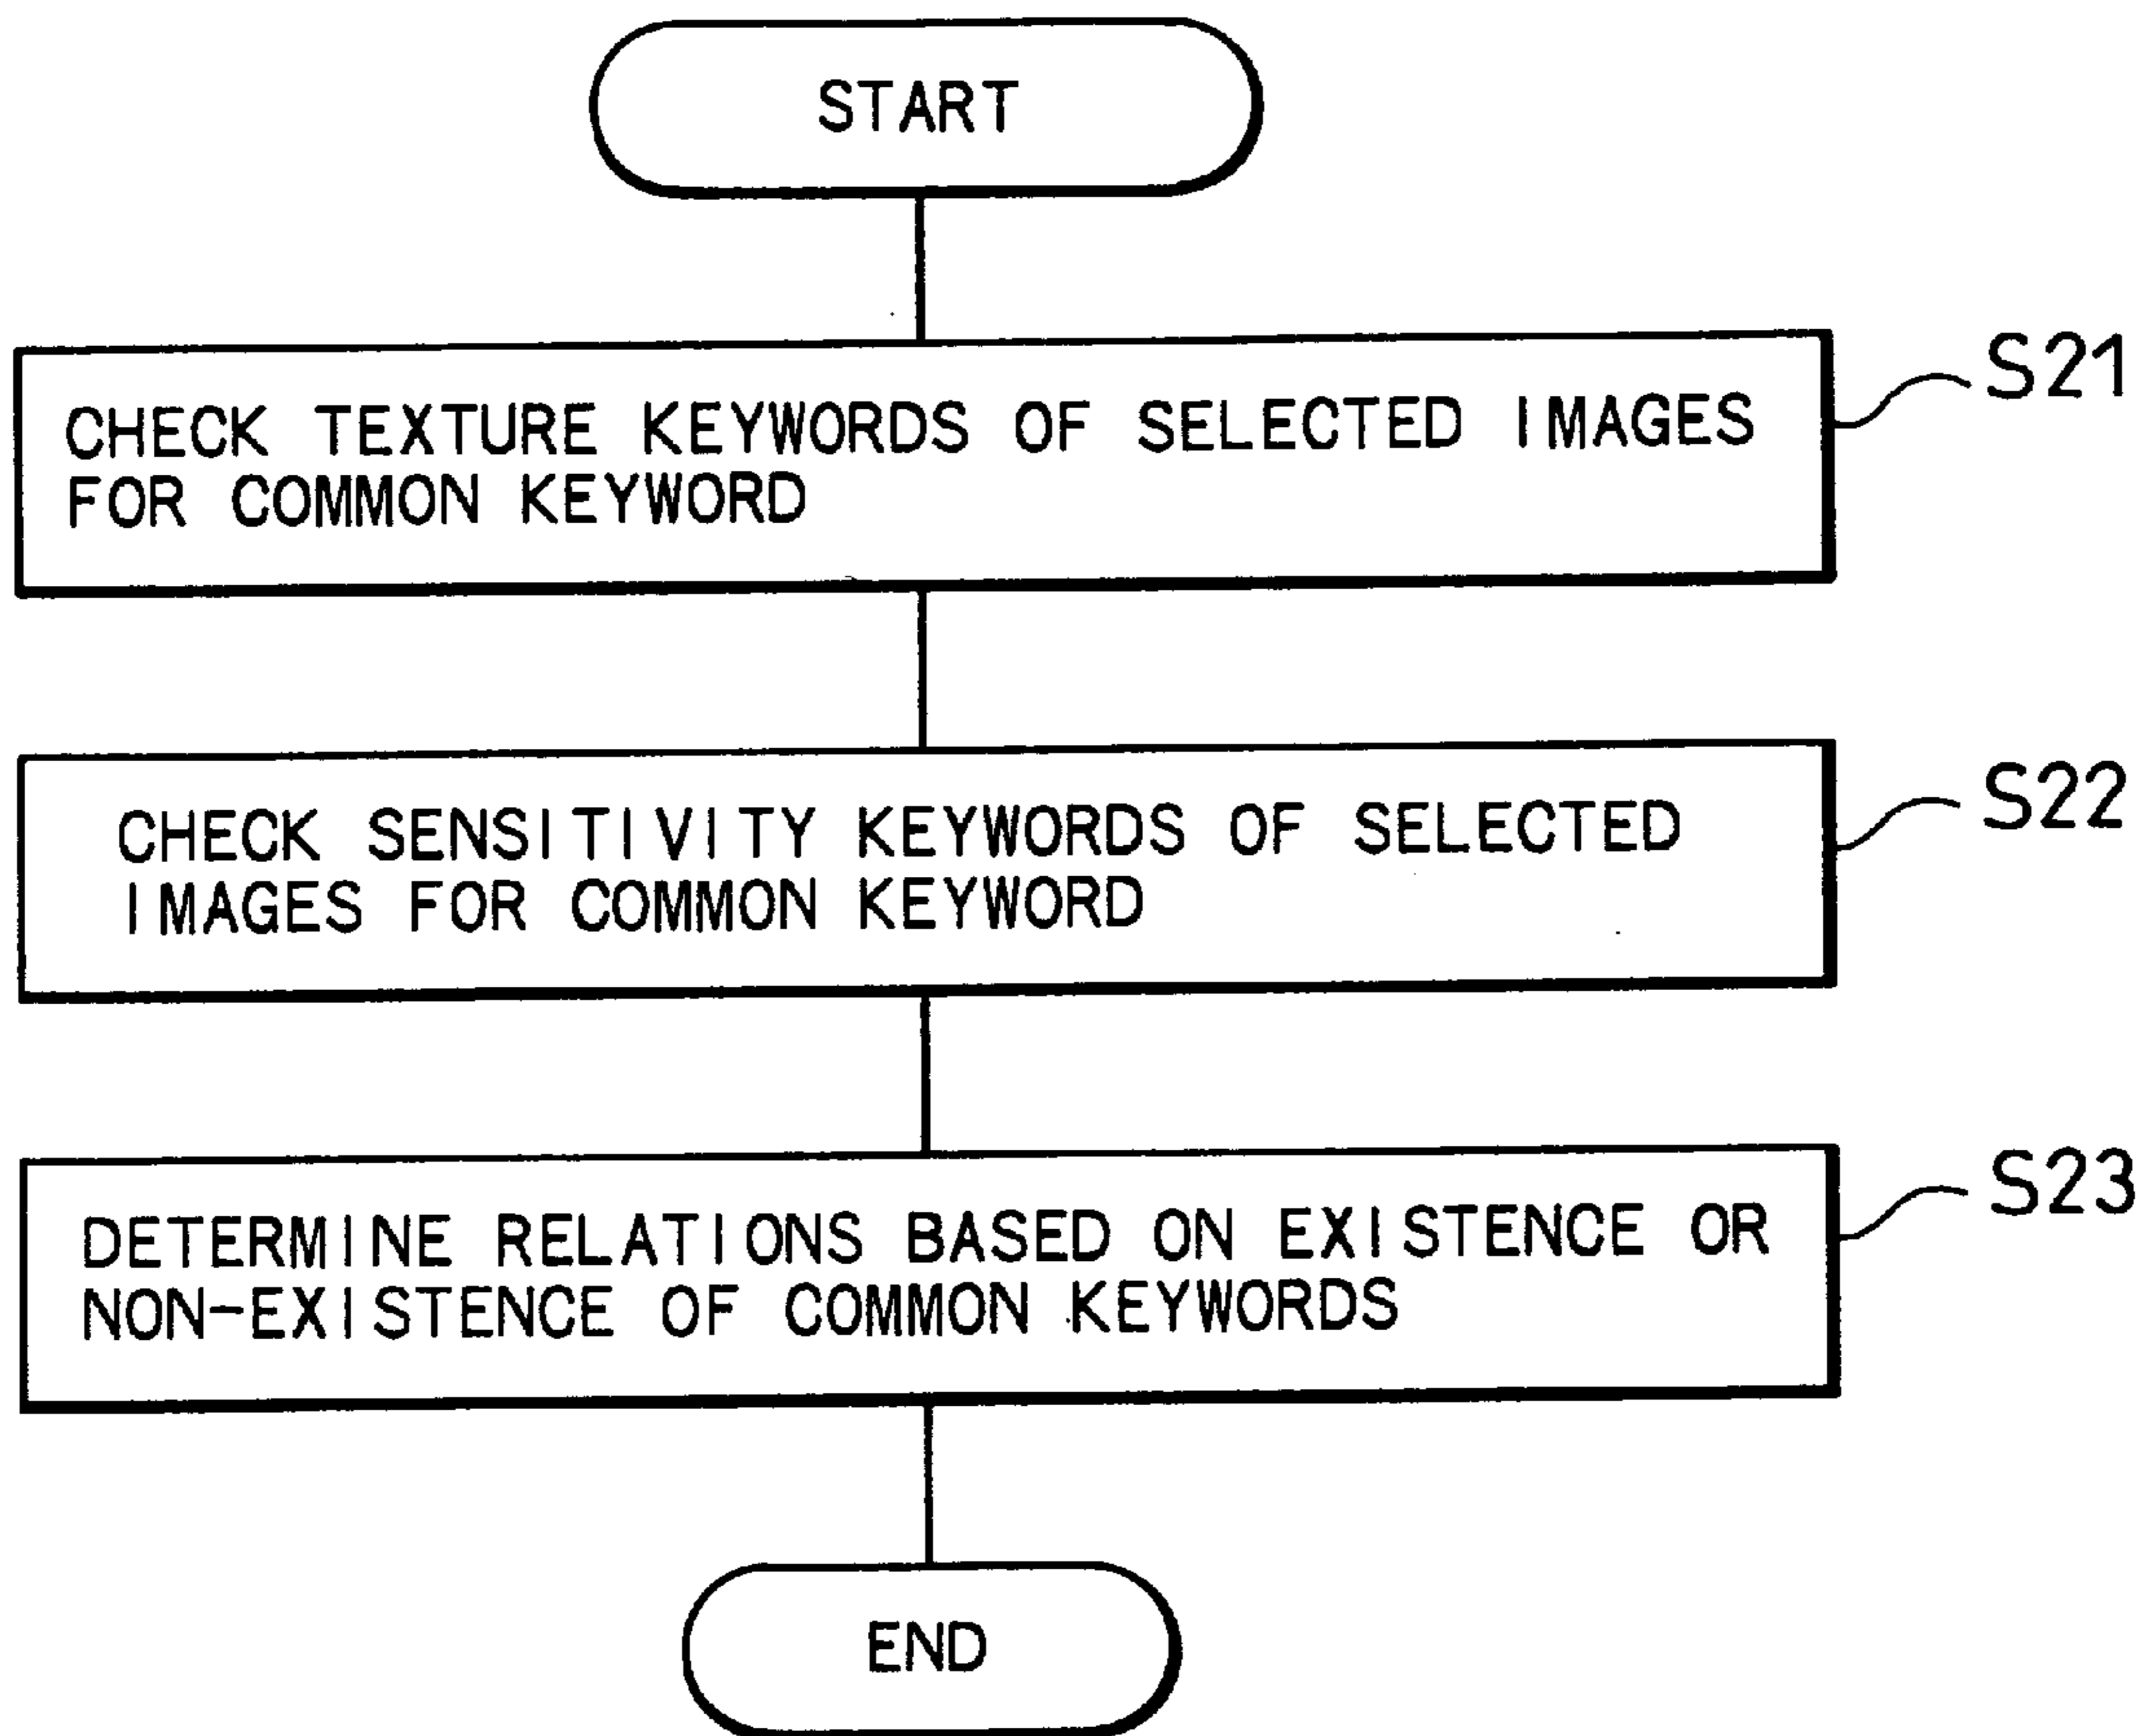 START
S21
CHECK TEXTURE KEYWORDS OF SELECTED IMAGES
FOR COMMON KEYWORD
S22
CHECK SENSITIVITY KEYWORDS OF SELECTED
IMAGES FOR COMMON KEYWORD
S23
DETERMINE RELATIONS BASED ON EXISTENCE OR
NON-EXISTENCE OF COMMON KEYWORDS
END